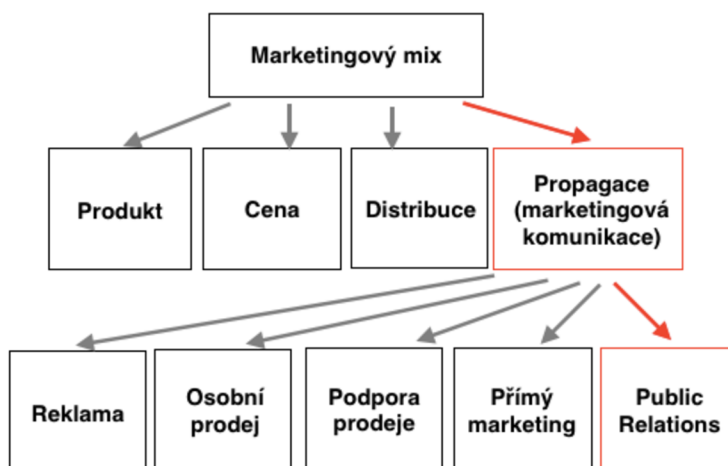 Marketingový mix
Produkt
Cena
Distribuce
Propagace
(marketingová
komunikace)
Reklama
Osobní
prodej
Podpora
prodeje
Přímý
marketing
Public
Relations